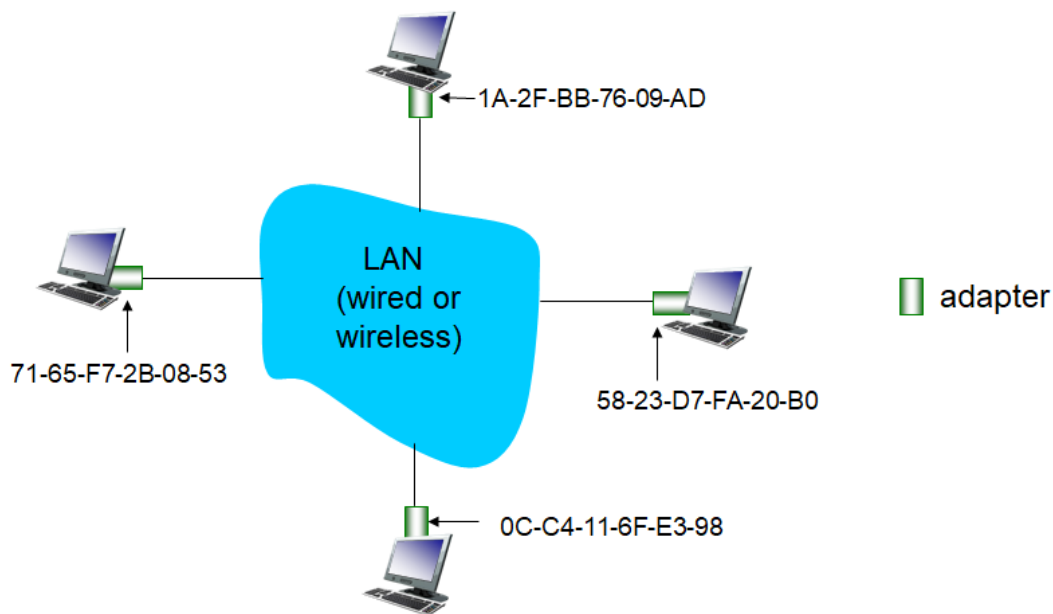 1A-2F-BB-76-09-AD
LAN
(wired or
wireless)
adapter
71-65-F7-2B-08-53
58-23-D7-FA-20-B0
0C-C4-11-6F-E3-98